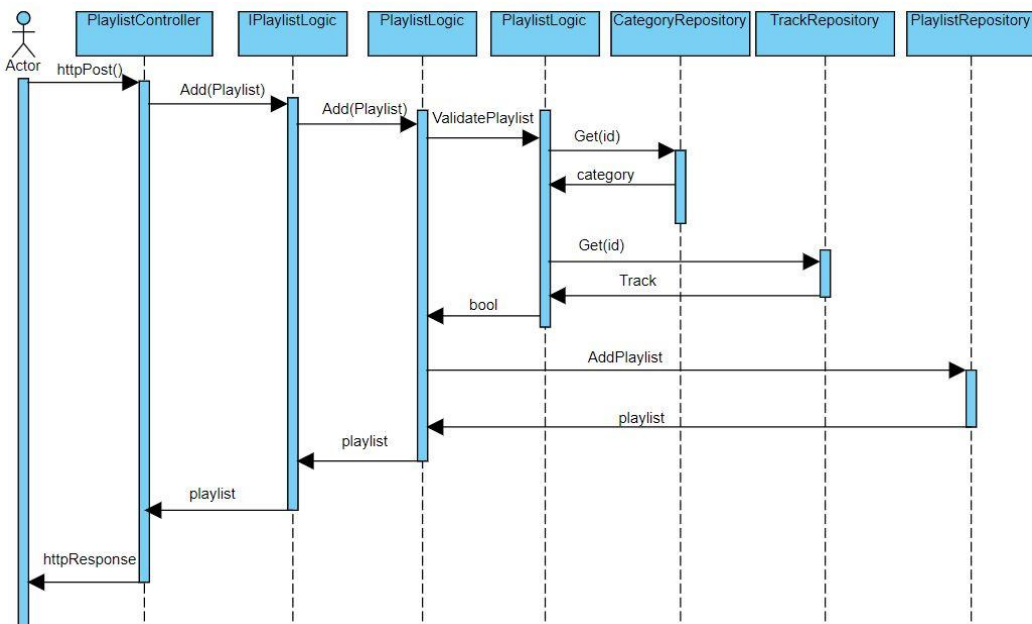 PlaylistController
IPlaylistLogic
PlaylistLogic
PlaylistLogic
CategoryRepository
TrackRepository
PlaylistRepository
Actor
httpPost()
Add(Playlist)
Add(Playlist)
ValidatePlaylist
Get(id)
category
Get(id)
Track
bool
AddPlaylist
playlist
playlist
playlist
httpResponse